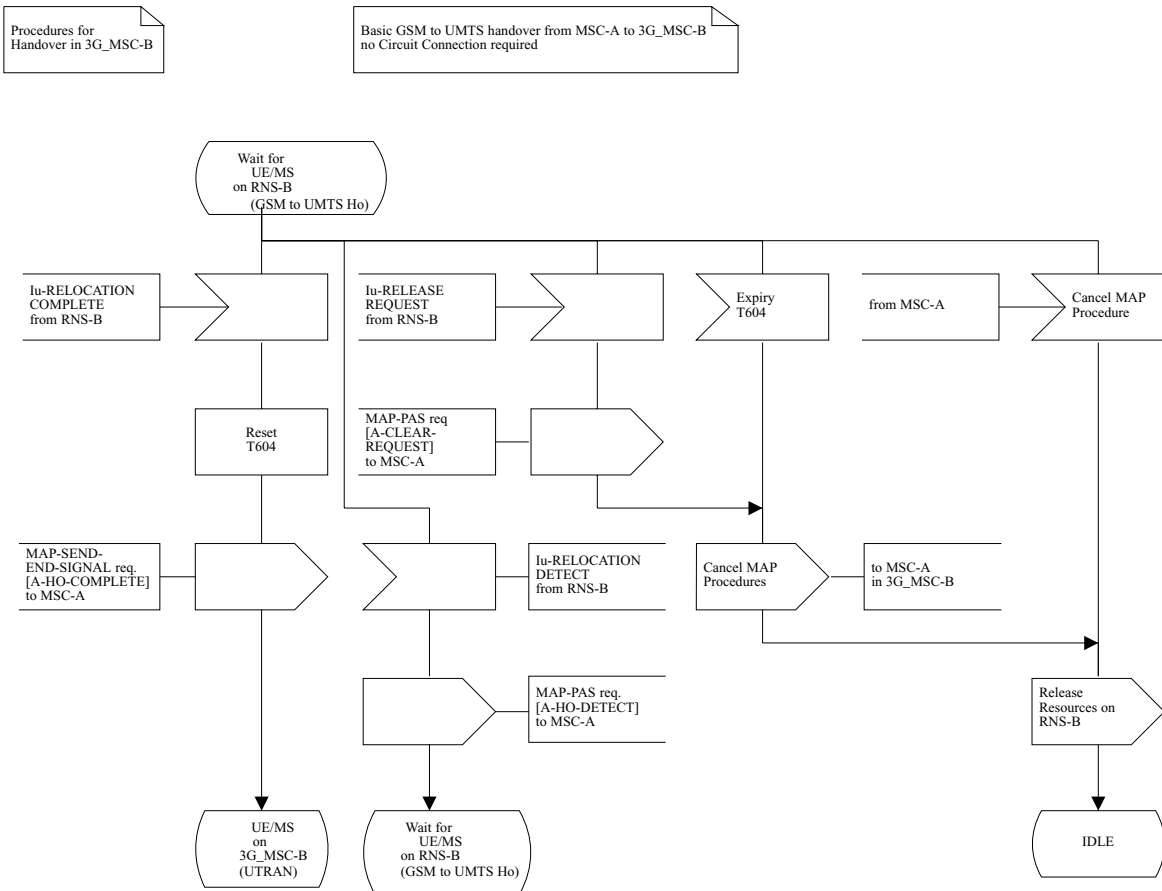 Procedures for
Handover in 3G_MSC-B
Basic GSM to UMTS handover from MSC-A to 3G_MSC-B
no Circuit Connection required
Wait for
UE/MS
on RNS-B
(GSM to UMTS Ho)
Iu-RELOCATION
COMPLETE
from RNS-B
Iu-RELEASE
REQUEST
from RNS-B
Expiry
T604
from MSC-A
Cancel MAP
Procedure
Reset
T604
MAP-PAS req
[A-CLEAR-
REQUEST]
to MSC-A
MAP-SEND-
END-SIGNAL req.
[A-HO-COMPLETE]
to MSC-A
Iu-RELOCATION
DETECT
from RNS-B
Cancel MAP
Procedures
to MSC-A
in 3G_MSC-B
MAP-PAS req.
[A-HO-DETECT]
to MSC-A
Release
Resources on
RNS-B
UE/MS
on
3G_MSC-B
(UTRAN)
Wait for
UE/MS
on RNS-B
(GSM to UMTS Ho)
IDLE